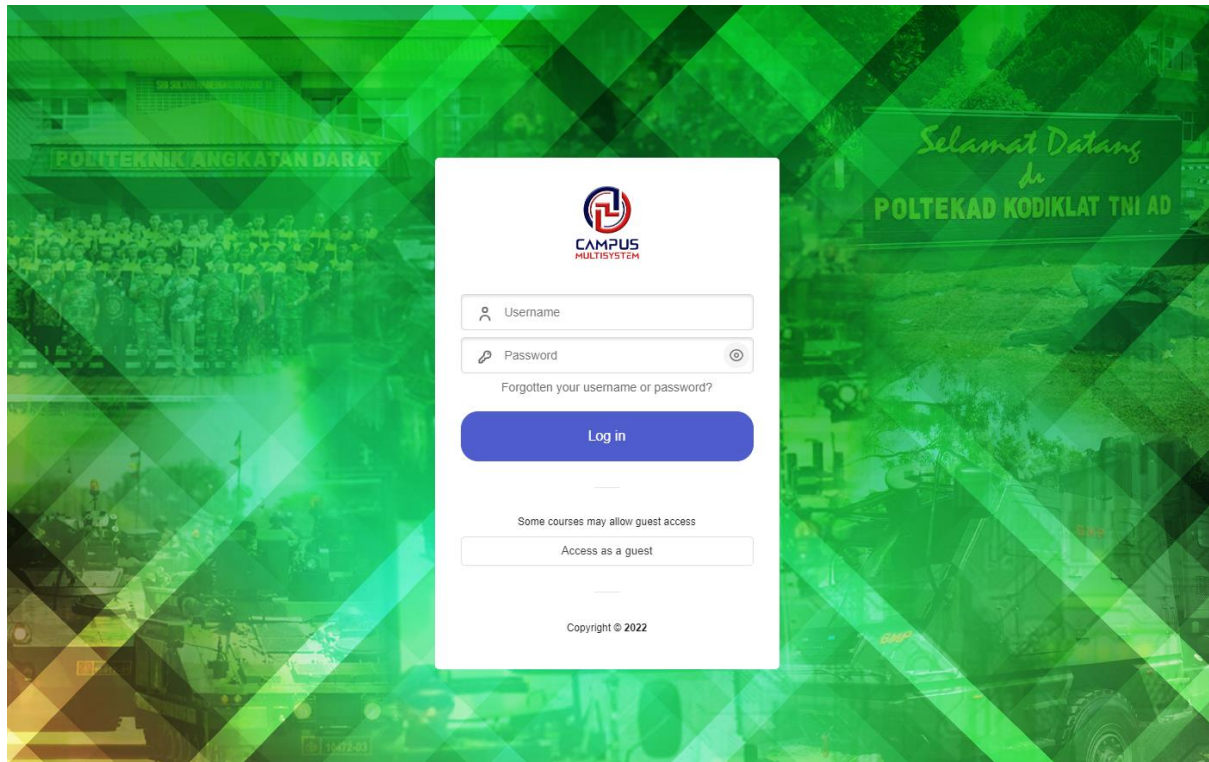 POLITEKNIK ANGKATAN DARAT
Selamat Datang
di
POLTEKAD KODIKLAT TNI AD
CAMPUS
MULTISYSTEM
Username
Password
Forgotten your username or password?
Log in
Some courses may allow guest access
Access as a guest
Copyright © 2022
GMP